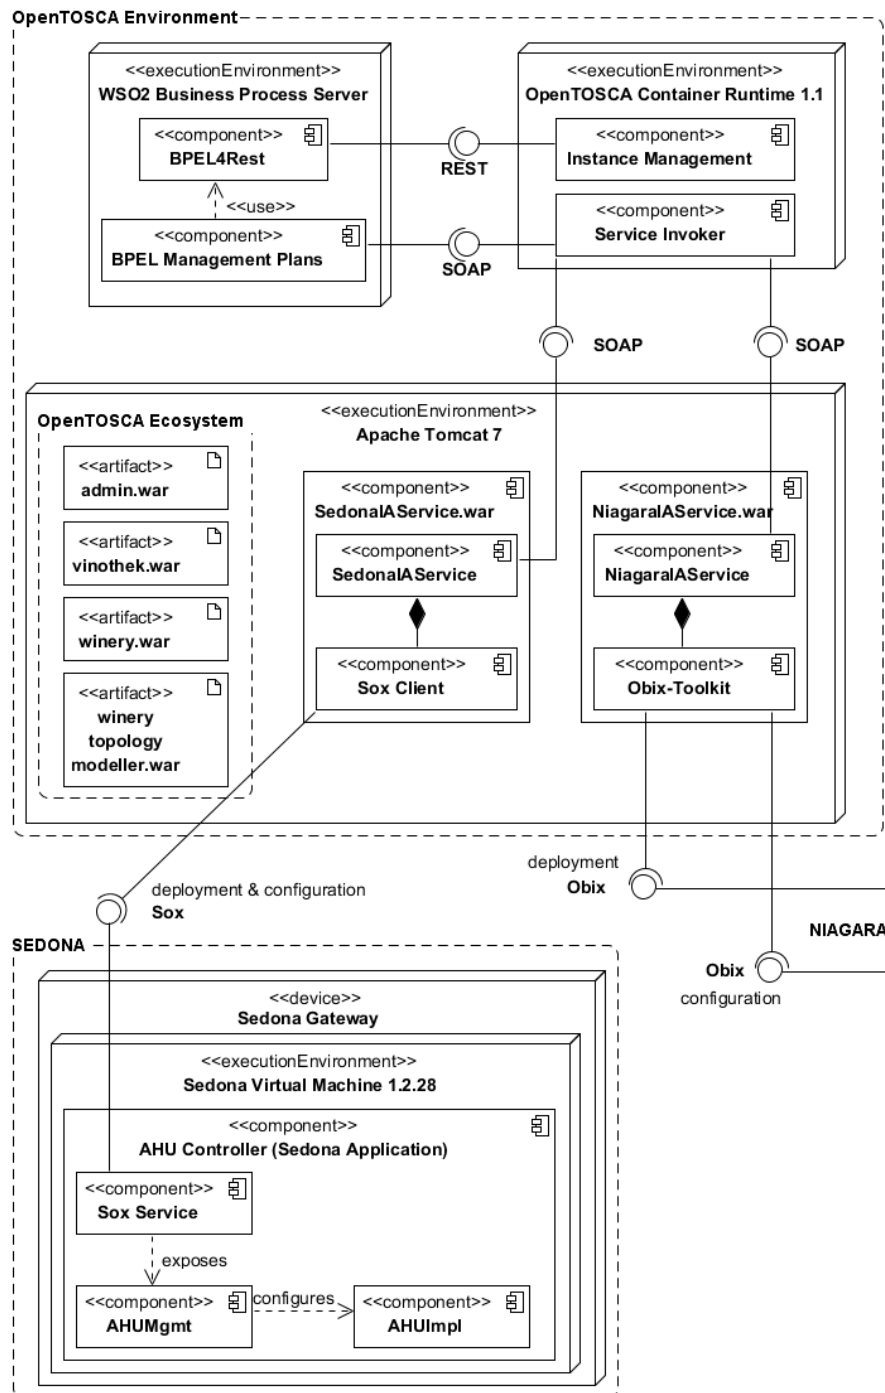 OpenTOSCA Environment
<<executionEnvironment>>
WSO2 Business Process Server
<<component>>
BPEL4Rest
<<use>>
<<component>>
BPEL Management Plans
REST
SOAP
<<executionEnvironment>>
OpenTOSCA Container Runtime 1.1
<<component>>
Instance Management
<<component>>
Service Invoker
SOAP
SOAP
<<executionEnvironment>>
Apache Tomcat 7
OpenTOSCA Ecosystem
<<artifact>>
admin.war
<<artifact>>
vinothek.war
<<artifact>>
winery.war
<<artifact>>
winery
topology
modeller.war
<<component>>
SedonaIAService.war
<<component>>
SedonaIAService
<<component>>
Sox Client
<<component>>
NiagaraIAService.war
<<component>>
NiagaraIAService
<<component>>
Obix-Toolkit
deployment & configuration
Sox
deployment
Obix
NIAGARA
Obix
configuration
SEDONA
<<device>>
Sedona Gateway
<<executionEnvironment>>
Sedona Virtual Machine 1.2.28
<<component>>
AHU Controller (Sedona Application)
<<component>>
Sox Service
exposes
<<component>>
AHUMgmt
configures
<<component>>
AHUImpl